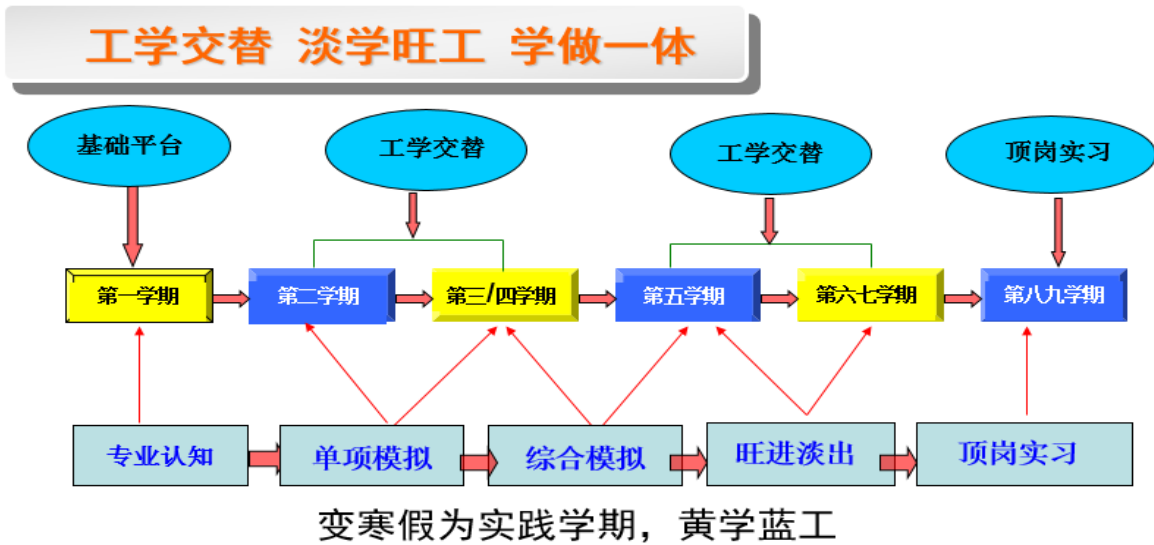 工学交替 淡学旺工 学做一体
基础平台
工学交替
工学交替
顶岗实习
第一学期
第二学期
第三/四学期
第五学期
第六七学期
第八九学期
专业认知
单项模拟
综合模拟
旺进淡出
顶岗实习
变寒假为实践学期，黄学蓝工